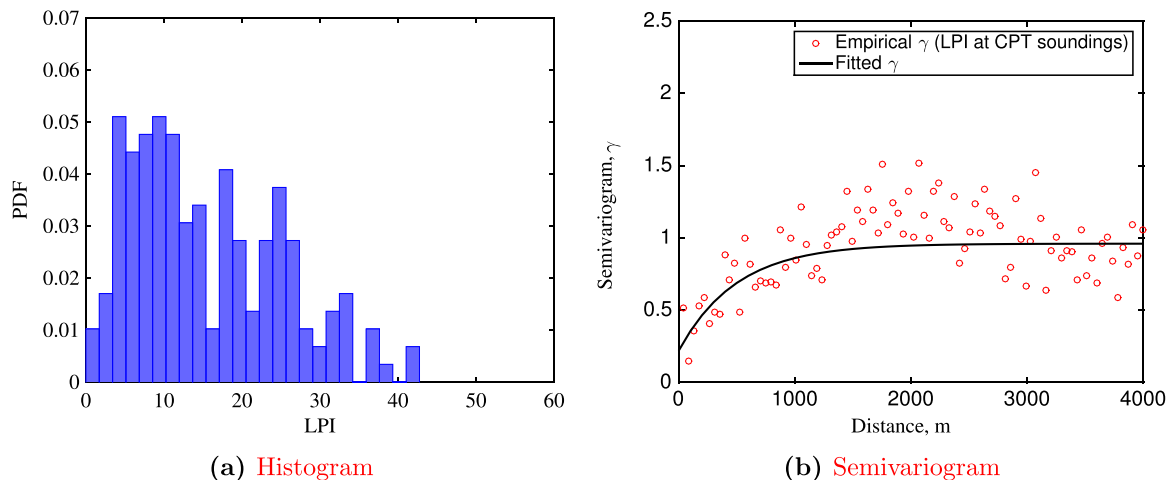 0.07
0.06
0.05
0.04
0.03
0.02
0.01
0
PDF
0 10 20 30 40 50 60
LPI
(a) Histogram
2.5
2
1.5
1
0.5
0
Semivariogram, γ
Empirical γ (LPI at CPT soundings)
Fitted γ
0 1000 2000 3000 4000
Distance, m
(b) Semivariogram